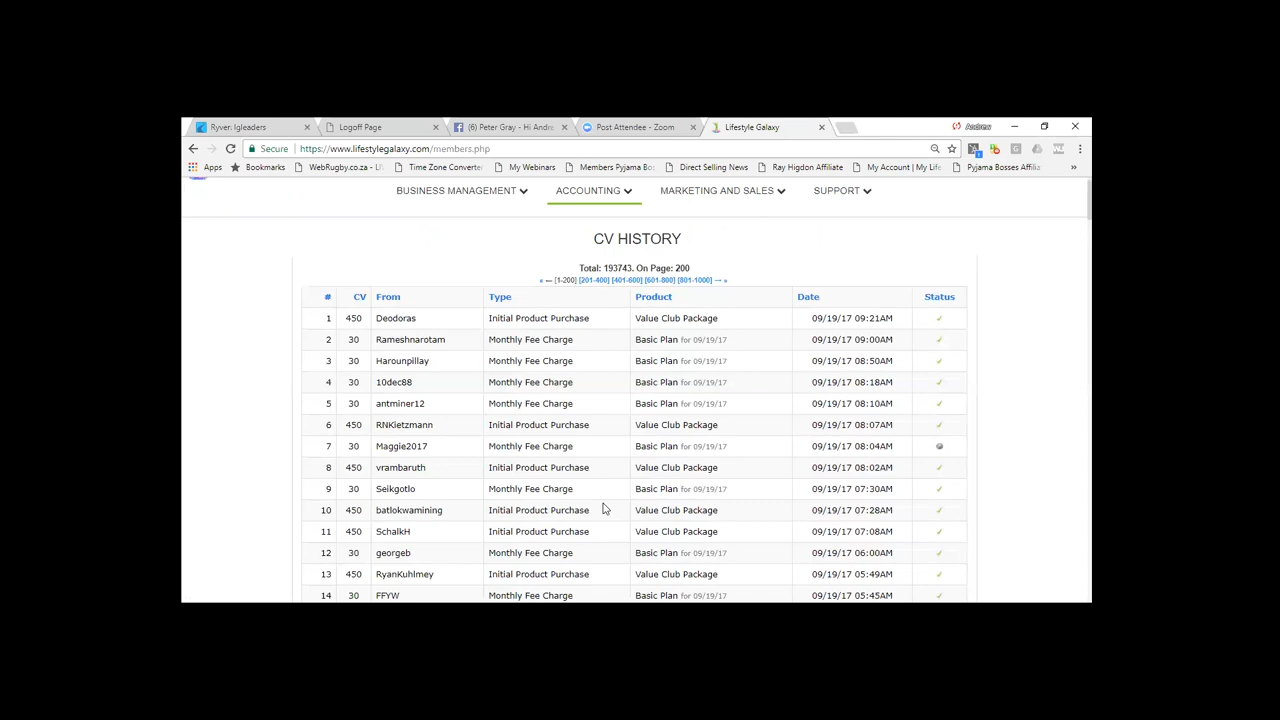 Ryver: lgleaders
Logoff Page
(6) Peter Gray - Hi Andre
Post Attendee - Zoom
Lifestyle Galaxy
Andrew
Secure
https://www.lifestylegalaxy.com/members.php
Apps
Bookmarks
WebRugby.co.za - L
Time Zone Converter
My Webinars
Members Pyjama Bos
Direct Selling News
Ray Higdon Affiliate
My Account | My Life
Pyjama Bosses Affilia
»
BUSINESS MANAGEMENT
ACCOUNTING
MARKETING AND SALES
SUPPORT
CV HISTORY
Total: 193743. On Page: 200
« ← [1-200] [201-400] [401-600] [601-800] [801-1000] → »
# CV From Type Product Date Status
1 450 Deodoras Initial Product Purchase Value Club Package 09/19/17 09:21AM
2 30 Rameshnarotam Monthly Fee Charge Basic Plan for 09/19/17 09/19/17 09:00AM
3 30 Harounpillay Monthly Fee Charge Basic Plan for 09/19/17 09/19/17 08:50AM
4 30 10dec88 Monthly Fee Charge Basic Plan for 09/19/17 09/19/17 08:18AM
5 30 antminer12 Monthly Fee Charge Basic Plan for 09/19/17 09/19/17 08:10AM
6 450 RNKietzmann Initial Product Purchase Value Club Package 09/19/17 08:07AM
7 30 Maggie2017 Monthly Fee Charge Basic Plan for 09/19/17 09/19/17 08:04AM
8 450 vrambaruth Initial Product Purchase Value Club Package 09/19/17 08:02AM
9 30 Seikgotlo Monthly Fee Charge Basic Plan for 09/19/17 09/19/17 07:30AM
10 450 batlokwamining Initial Product Purchase Value Club Package 09/19/17 07:28AM
11 450 SchalkH Initial Product Purchase Value Club Package 09/19/17 07:08AM
12 30 georgeb Monthly Fee Charge Basic Plan for 09/19/17 09/19/17 06:00AM
13 450 RyanKuhlmey Initial Product Purchase Value Club Package 09/19/17 05:49AM
14 30 FFYW Monthly Fee Charge Basic Plan for 09/19/17 09/19/17 05:45AM